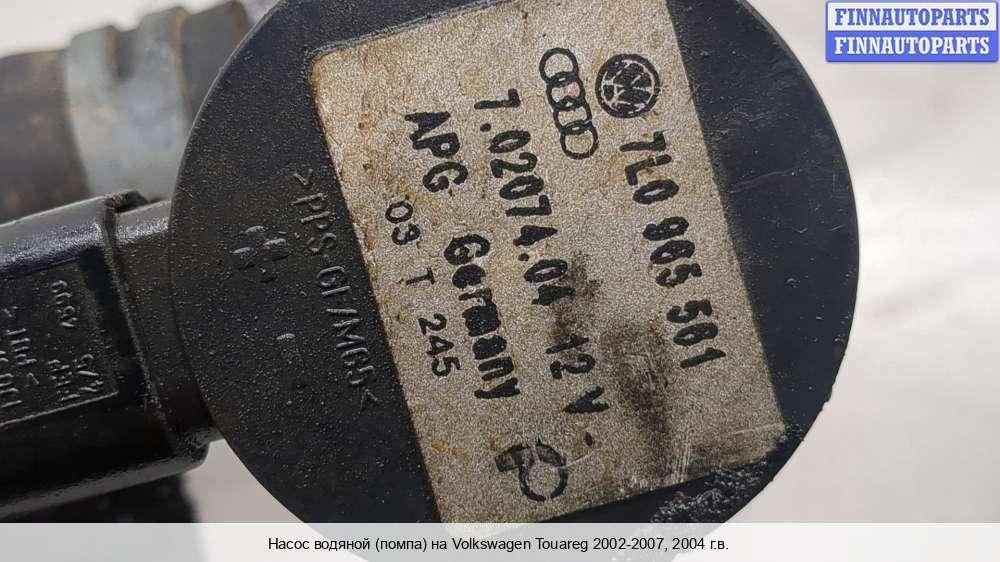 FINNAUTOPARTS
FINNAUTOPARTS
7L0 965 561
7.02074.04 12 V
APG Germany
03 T 245
>PPS-GF/M65<
Насос водяной (помпа) на Volkswagen Touareg 2002-2007, 2004 г.в.